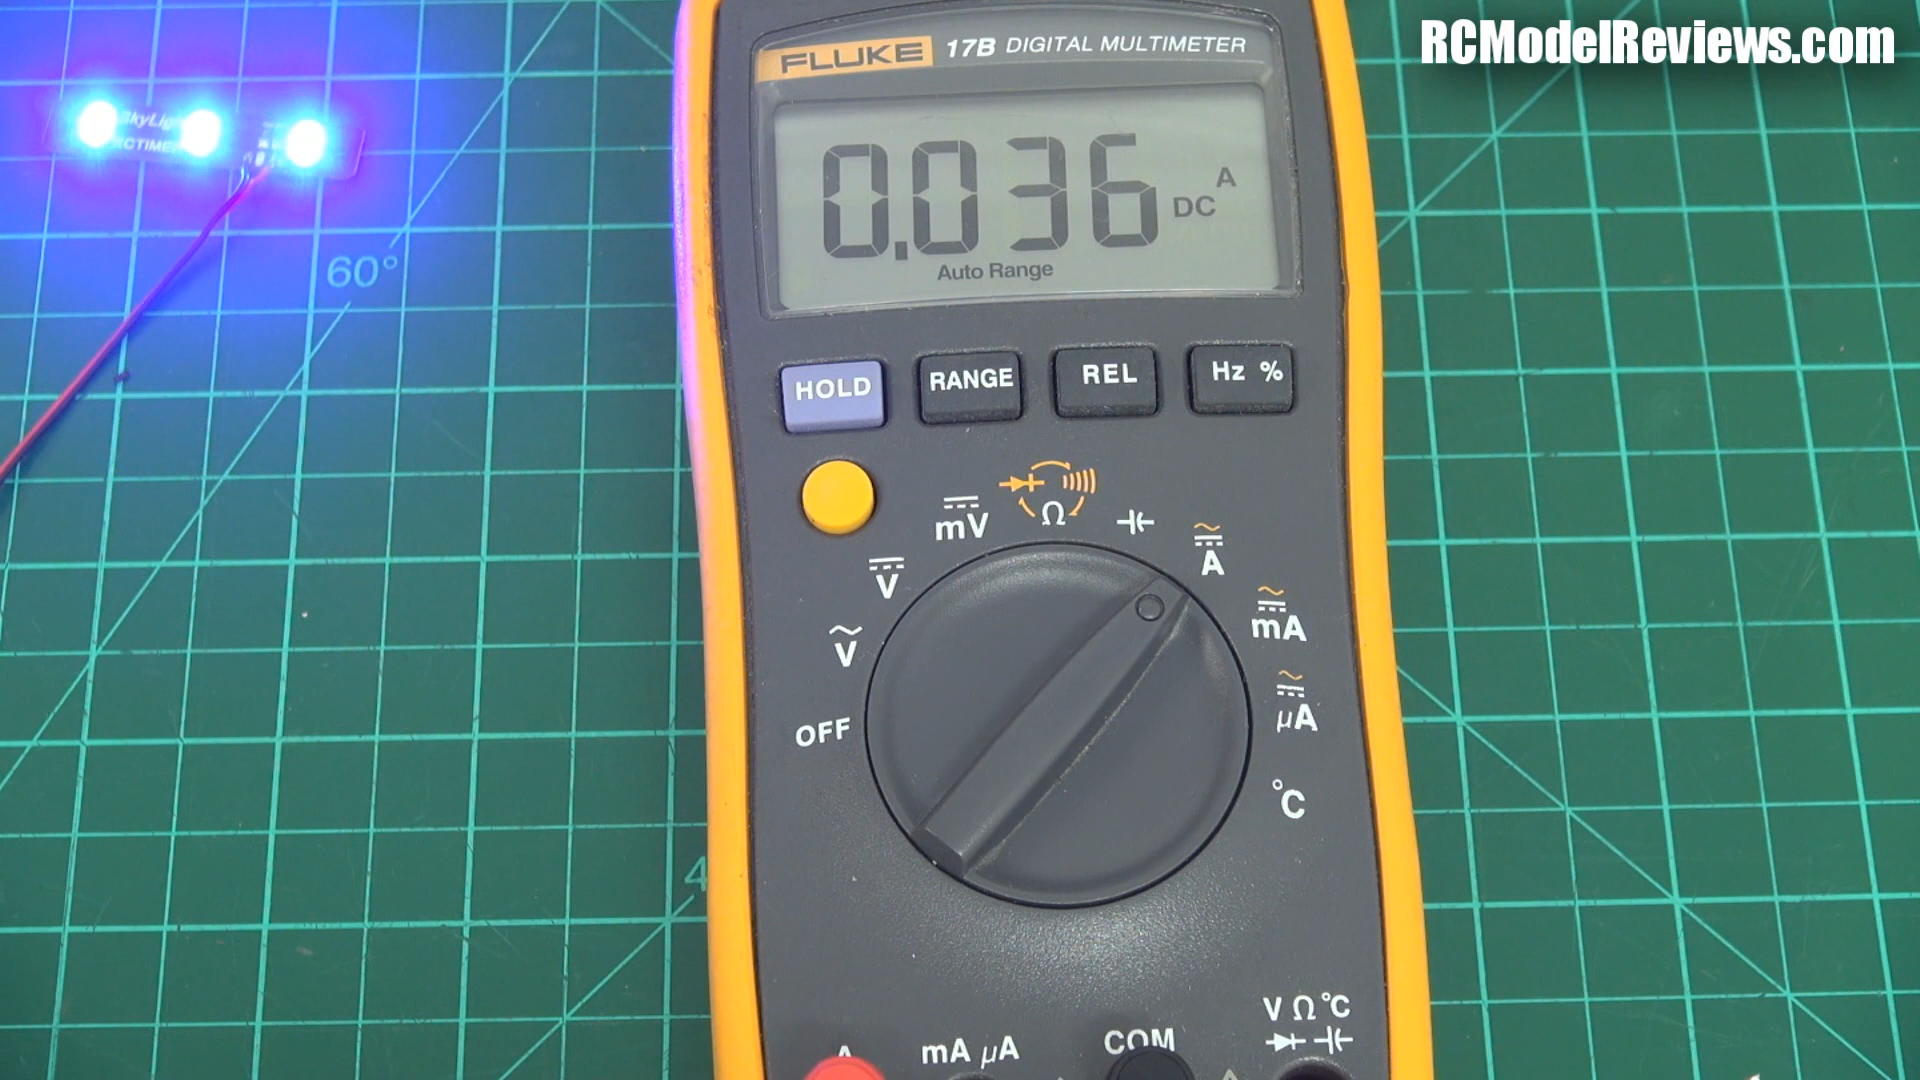 RCModelReviews.com
FLUKE 17B DIGITAL MULTIMETER
0.036 A DC
Auto Range
HOLD RANGE REL Hz %
60°
mV Ω
V A
V mA
OFF µA
°C
4
A mA µA COM V Ω °C